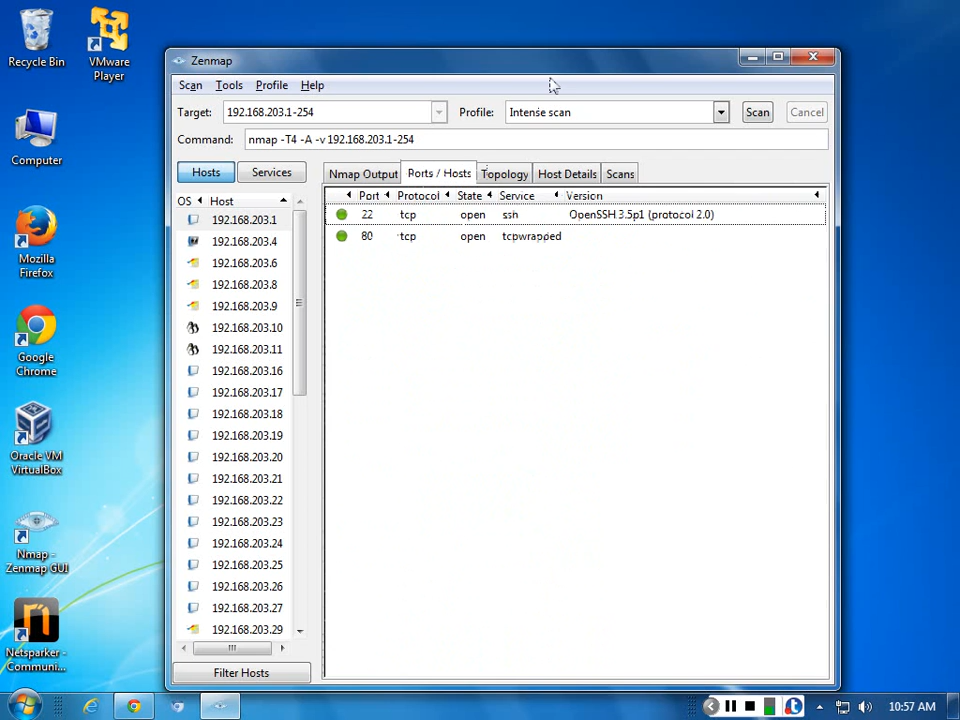 Recycle Bin
VMware
Player
Computer
Mozilla
Firefox
Google
Chrome
Oracle VM
VirtualBox
Nmap -
Zenmap GUI
Netsparker -
Communi...
Zenmap
Scan Tools Profile Help
Target: 192.168.203.1-254 Profile: Intense scan Scan Cancel
Command: nmap -T4 -A -v 192.168.203.1-254
Hosts Services
Nmap Output Ports / Hosts Topology Host Details Scans
OS Host
192.168.203.1
192.168.203.4
192.168.203.6
192.168.203.8
192.168.203.9
192.168.203.10
192.168.203.11
192.168.203.16
192.168.203.17
192.168.203.18
192.168.203.19
192.168.203.20
192.168.203.21
192.168.203.22
192.168.203.23
192.168.203.24
192.168.203.25
192.168.203.26
192.168.203.27
192.168.203.29
Filter Hosts
Port Protocol State Service Version
22 tcp open ssh OpenSSH 3.5p1 (protocol 2.0)
80 tcp open tcpwrapped
10:57 AM